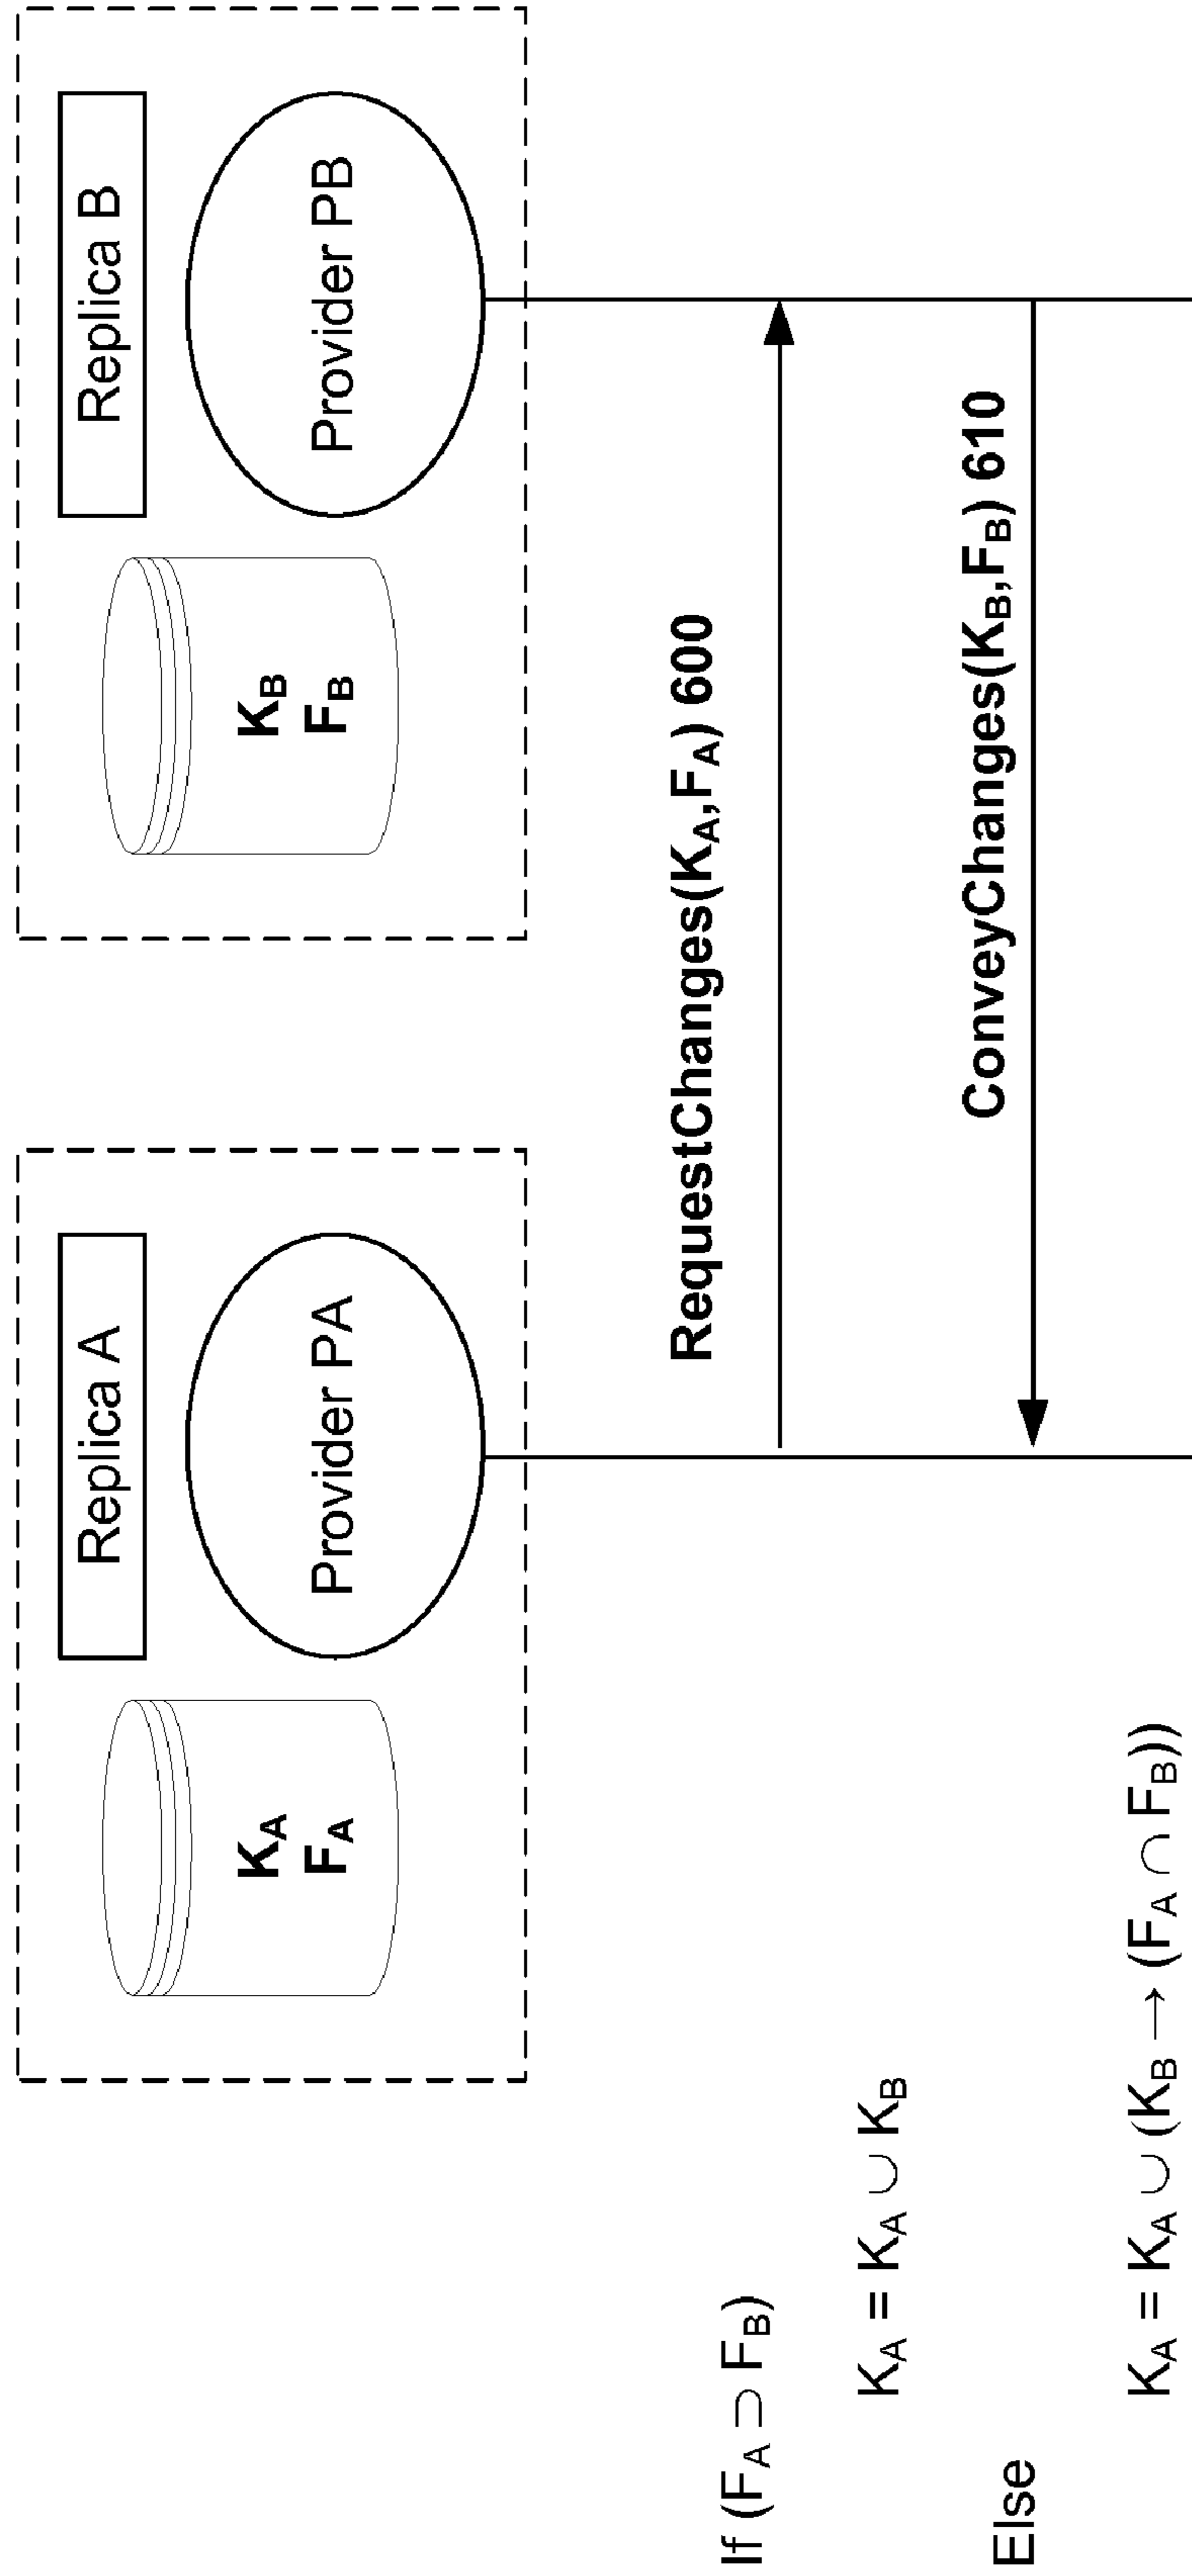 Replica A
Provider PA
K_A
F_A
Replica B
Provider PB
K_B
F_B
RequestChanges(K_A,F_A) 600
ConveyChanges(K_B,F_B) 610
If (F_A ⊃ F_B)
K_A = K_A ∪ K_B
Else
K_A = K_A ∪ (K_B → (F_A ∩ F_B))